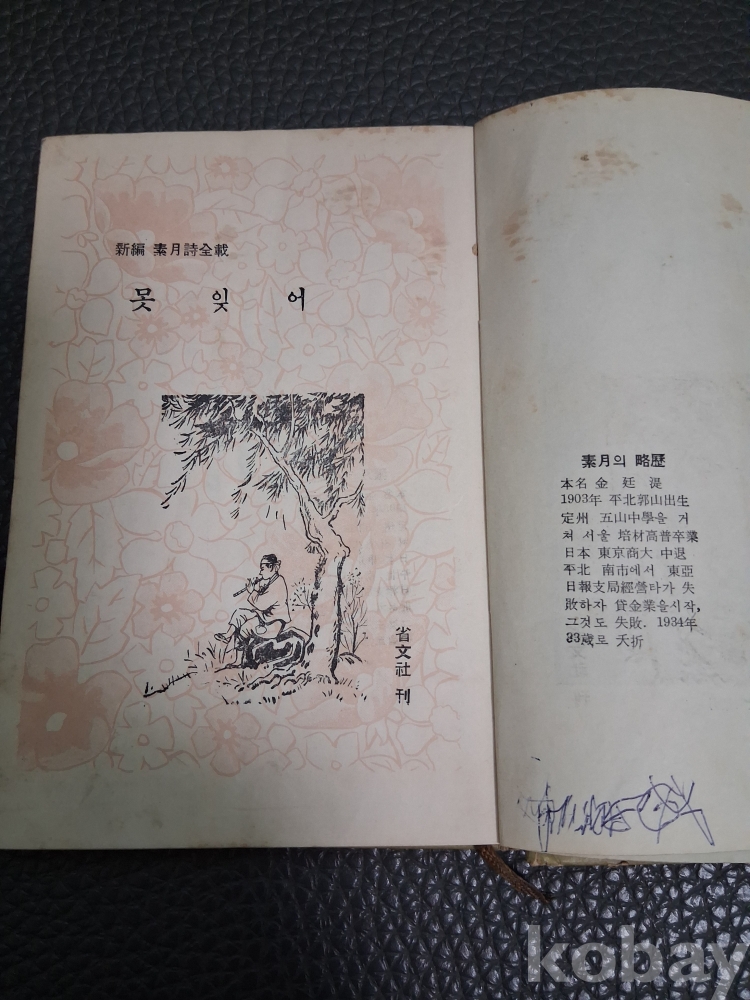 新編 素月詩全載
못 잊 어
省文社 刊
素月의 略歷
本名 金 廷 湜
1903年 平北郭山出生
定州 五山中學을 거
쳐 서울 培材高普卒業
日本 東京商大 中退
平北 南市에서 東亞
日報支局經營타가 失
敗하자 貸金業을시작,
그것도 失敗. 1934年
33歲로 夭折
kobay